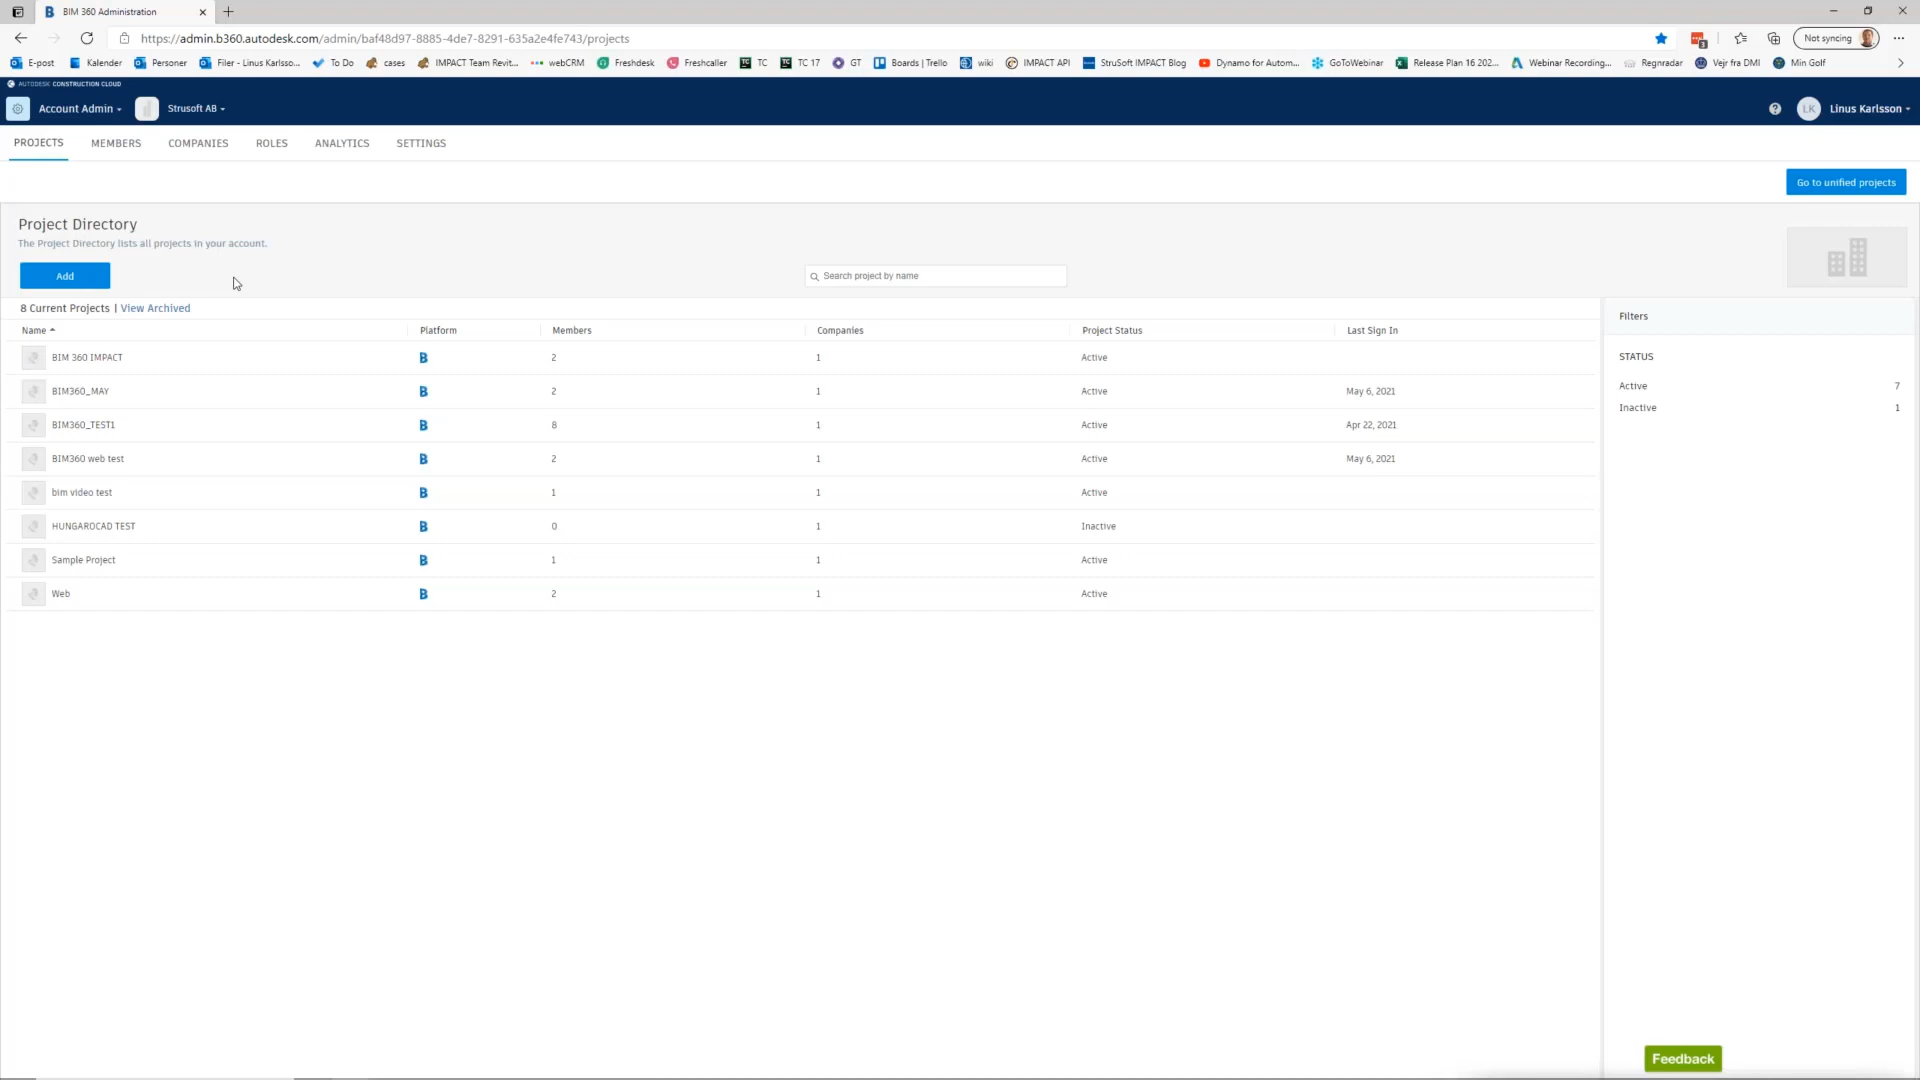 BIM 360 Administration
https://admin.b360.autodesk.com/admin/baf48d97-8885-4de7-8291-635a2e4fe743/projects
Not syncing
E-post Kalender Personer Filer - Linus Karlsso... To Do cases IMPACT Team Revit... webCRM Freshdesk Freshcaller TC TC 17 GT Boards | Trello wiki IMPACT API StruSoft IMPACT Blog Dynamo for Autom... GoToWebinar Release Plan 16 202... Webinar Recording... Regnradar Vejr fra DMI Min Golf
AUTODESK CONSTRUCTION CLOUD
Account Admin Strusoft AB LK Linus Karlsson
PROJECTS MEMBERS COMPANIES ROLES ANALYTICS SETTINGS
Go to unified projects
Project Directory
The Project Directory lists all projects in your account.
Add Search project by name
8 Current Projects | View Archived
Filters
Name Platform Members Companies Project Status Last Sign In
BIM 360 IMPACT B 2 1 Active
STATUS
Active 7
BIM360_MAY B 2 1 Active May 6, 2021
Inactive 1
BIM360_TEST1 B 8 1 Active Apr 22, 2021
BIM360 web test B 2 1 Active May 6, 2021
bim video test B 1 1 Active
HUNGAROCAD TEST B 0 1 Inactive
Sample Project B 1 1 Active
Web B 2 1 Active
Feedback